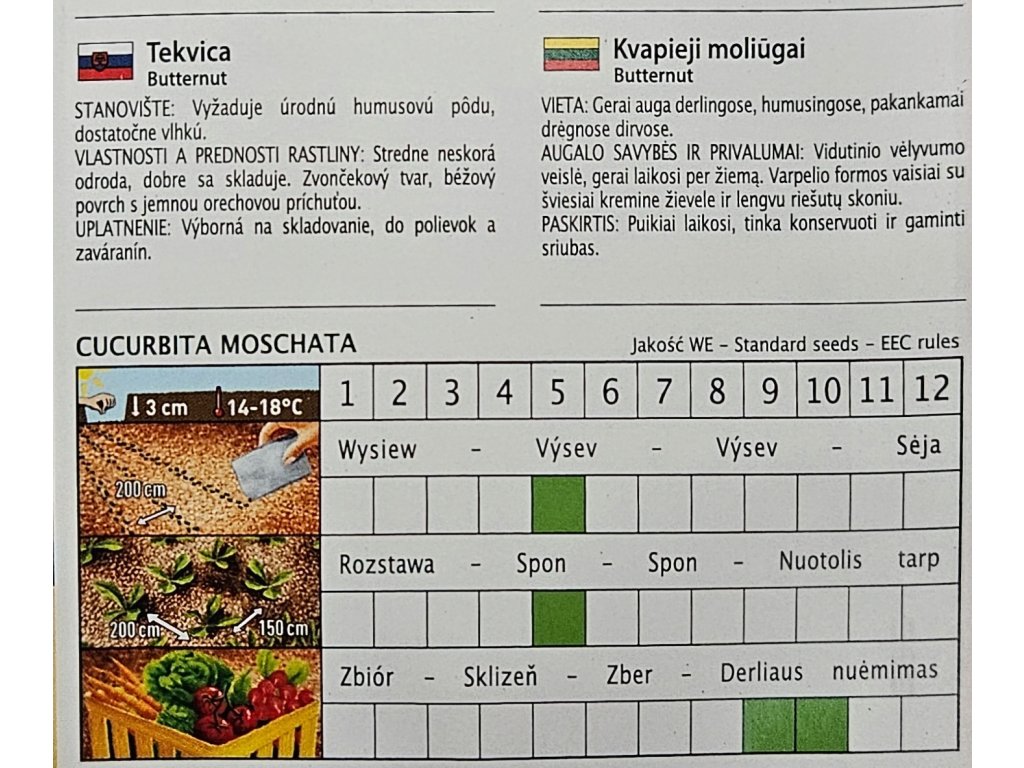 Tekvica
Butternut
STANOVIŠTE: Vyžaduje úrodnú humusovú pôdu,
dostatočne vlhkú.
VLASTNOSTI A PREDNOSTI RASTLINY: Stredne neskorá
odroda, dobre sa skladuje. Zvončekový tvar, béžový
povrch s jemnou orechovou príchuťou.
UPLATNENIE: Výborná na skladovanie, do polievok a
zaváranín.
Kvapieji moliūgai
Butternut
VIETA: Gerai auga derlingose, humusingose, pakankamai
drėgnose dirvose.
AUGALO SAVYBĖS IR PRIVALUMAI: Vidutinio vėlyvumo
veislė, gerai laikosi per žiemą. Varpelio formos vaisiai su
šviesiai kremine žievele ir lengvu riešutų skoniu.
PASKIRTIS: Puikiai laikosi, tinka konservuoti ir gaminti
sriubas.
CUCURBITA MOSCHATA
Jakość WE – Standard seeds – EEC rules
3 cm 14-18°C
1 2 3 4 5 6 7 8 9 10 11 12
Wysiew – Výsev – Výsev – Sėja
200 cm
Rozstawa – Spon – Spon – Nuotolis tarp
200 cm 150 cm
Zbiór – Sklizeň – Zber – Derliaus nuėmimas